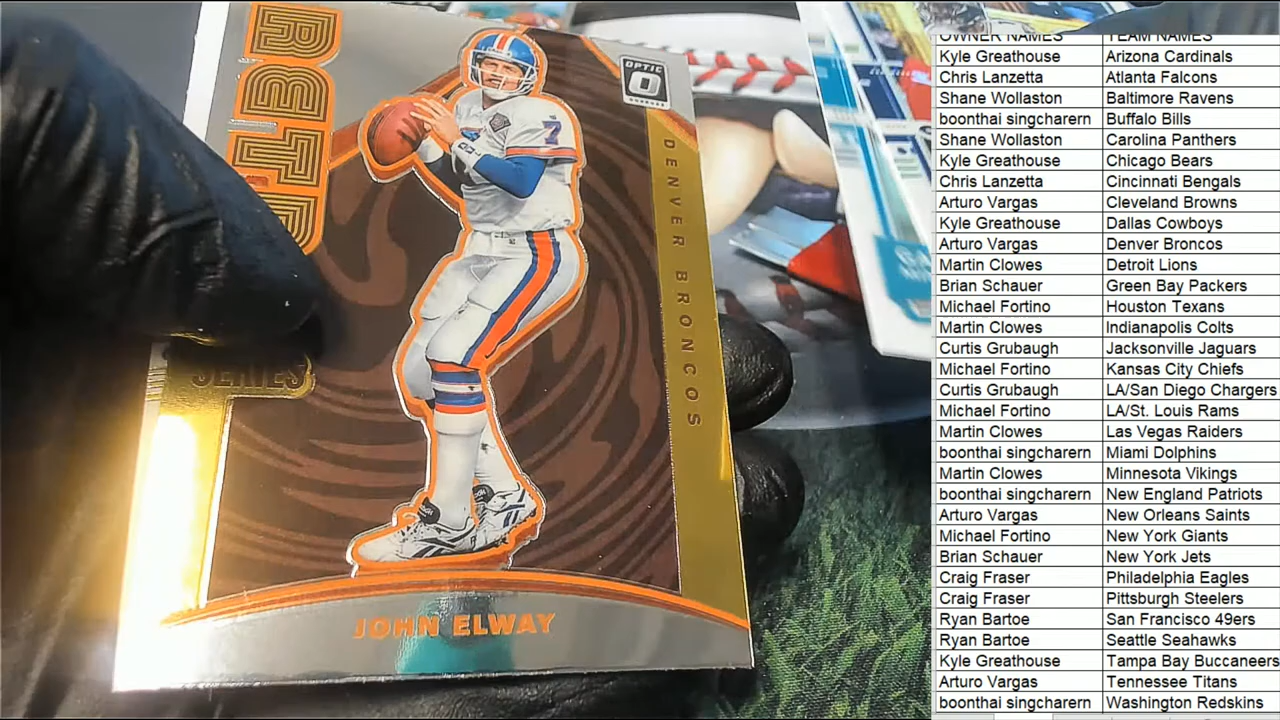 RETRO
SERIES
OPTIC
DENVER BRONCOS
7
JOHN ELWAY
OWNER NAMES TEAM NAMES
Kyle Greathouse Arizona Cardinals
Chris Lanzetta Atlanta Falcons
Shane Wollaston Baltimore Ravens
boonthai singcharern Buffalo Bills
Shane Wollaston Carolina Panthers
Kyle Greathouse Chicago Bears
Chris Lanzetta Cincinnati Bengals
Arturo Vargas Cleveland Browns
Kyle Greathouse Dallas Cowboys
Arturo Vargas Denver Broncos
Martin Clowes Detroit Lions
Brian Schauer Green Bay Packers
Michael Fortino Houston Texans
Martin Clowes Indianapolis Colts
Curtis Grubaugh Jacksonville Jaguars
Michael Fortino Kansas City Chiefs
Curtis Grubaugh LA/San Diego Chargers
Michael Fortino LA/St. Louis Rams
Martin Clowes Las Vegas Raiders
boonthai singcharern Miami Dolphins
Martin Clowes Minnesota Vikings
boonthai singcharern New England Patriots
Arturo Vargas New Orleans Saints
Michael Fortino New York Giants
Brian Schauer New York Jets
Craig Fraser Philadelphia Eagles
Craig Fraser Pittsburgh Steelers
Ryan Bartoe San Francisco 49ers
Ryan Bartoe Seattle Seahawks
Kyle Greathouse Tampa Bay Buccaneers
Arturo Vargas Tennessee Titans
boonthai singcharern Washington Redskins